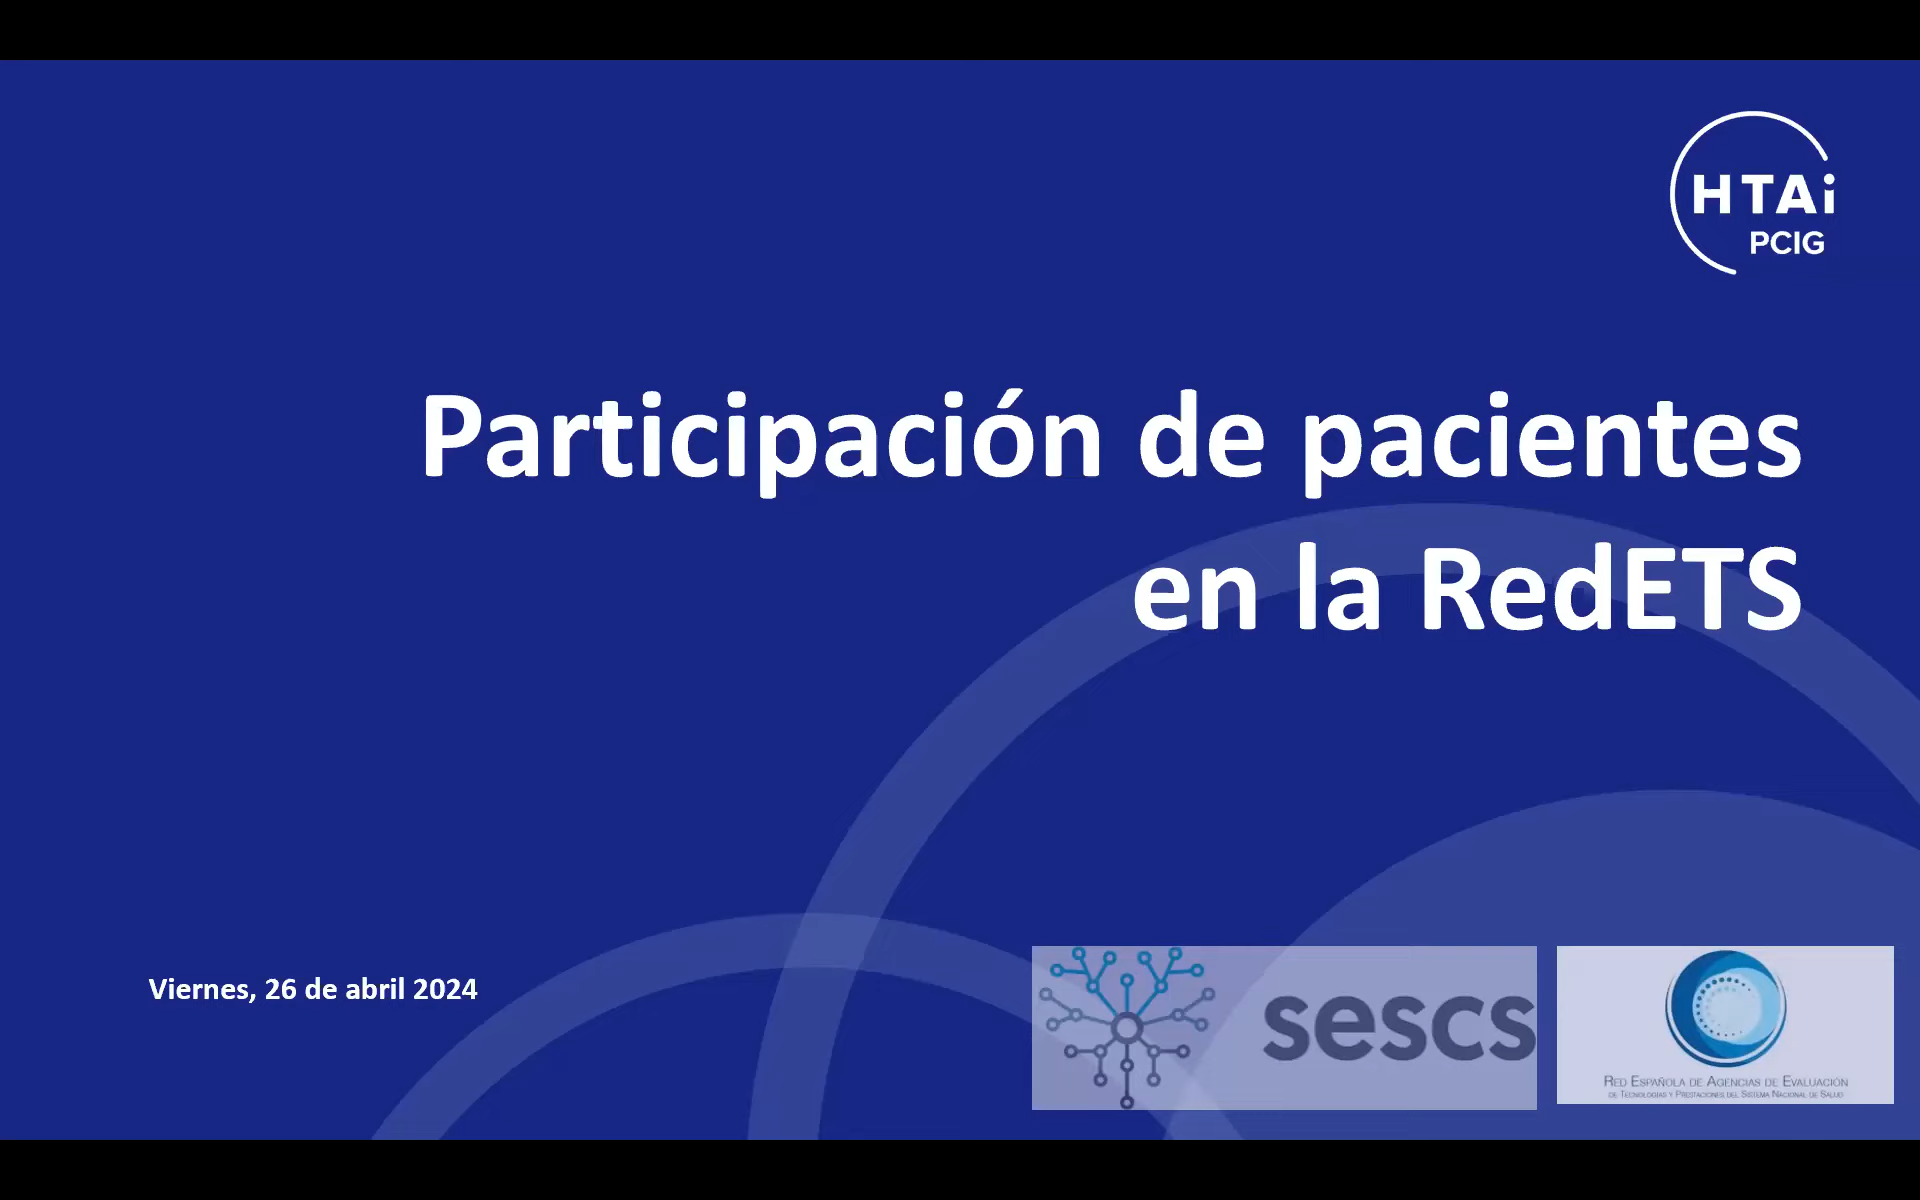 HTAi
PCIG
Participación de pacientes
en la RedETS
Viernes, 26 de abril 2024
sescs
RED ESPAÑOLA DE AGENCIAS DE EVALUACIÓN
DE TECNOLOGÍAS Y PRESTACIONES DEL SISTEMA NACIONAL DE SALUD